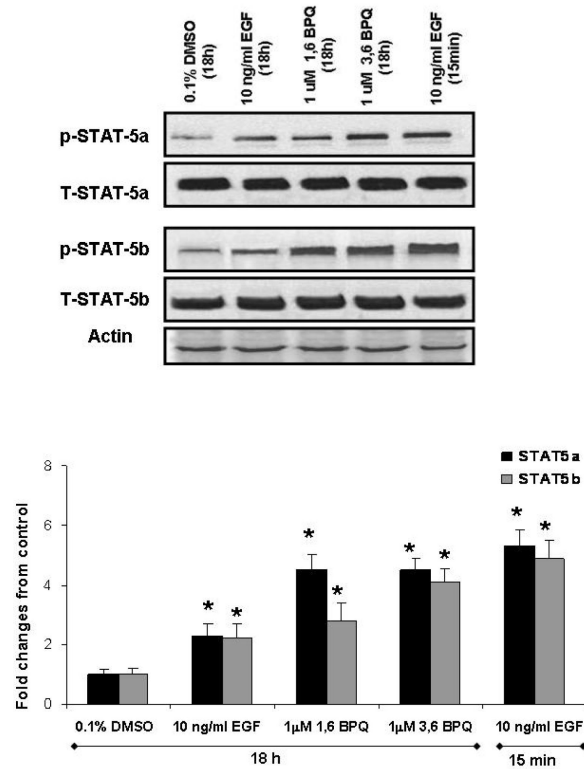 0.1% DMSO
(18h)
10 ng/ml EGF
(18h)
1 uM 1,6 BPQ
(18h)
1 uM 3,6 BPQ
(18h)
10 ng/ml EGF
(15min)
p-STAT-5a
T-STAT-5a
p-STAT-5b
T-STAT-5b
Actin
STAT5a
STAT5b
Fold changes from control
8
6
4
2
0
* * * * * * * *
0.1% DMSO 10 ng/ml EGF 1µM 1,6 BPQ 1µM 3,6 BPQ 10 ng/ml EGF
18 h 15 min